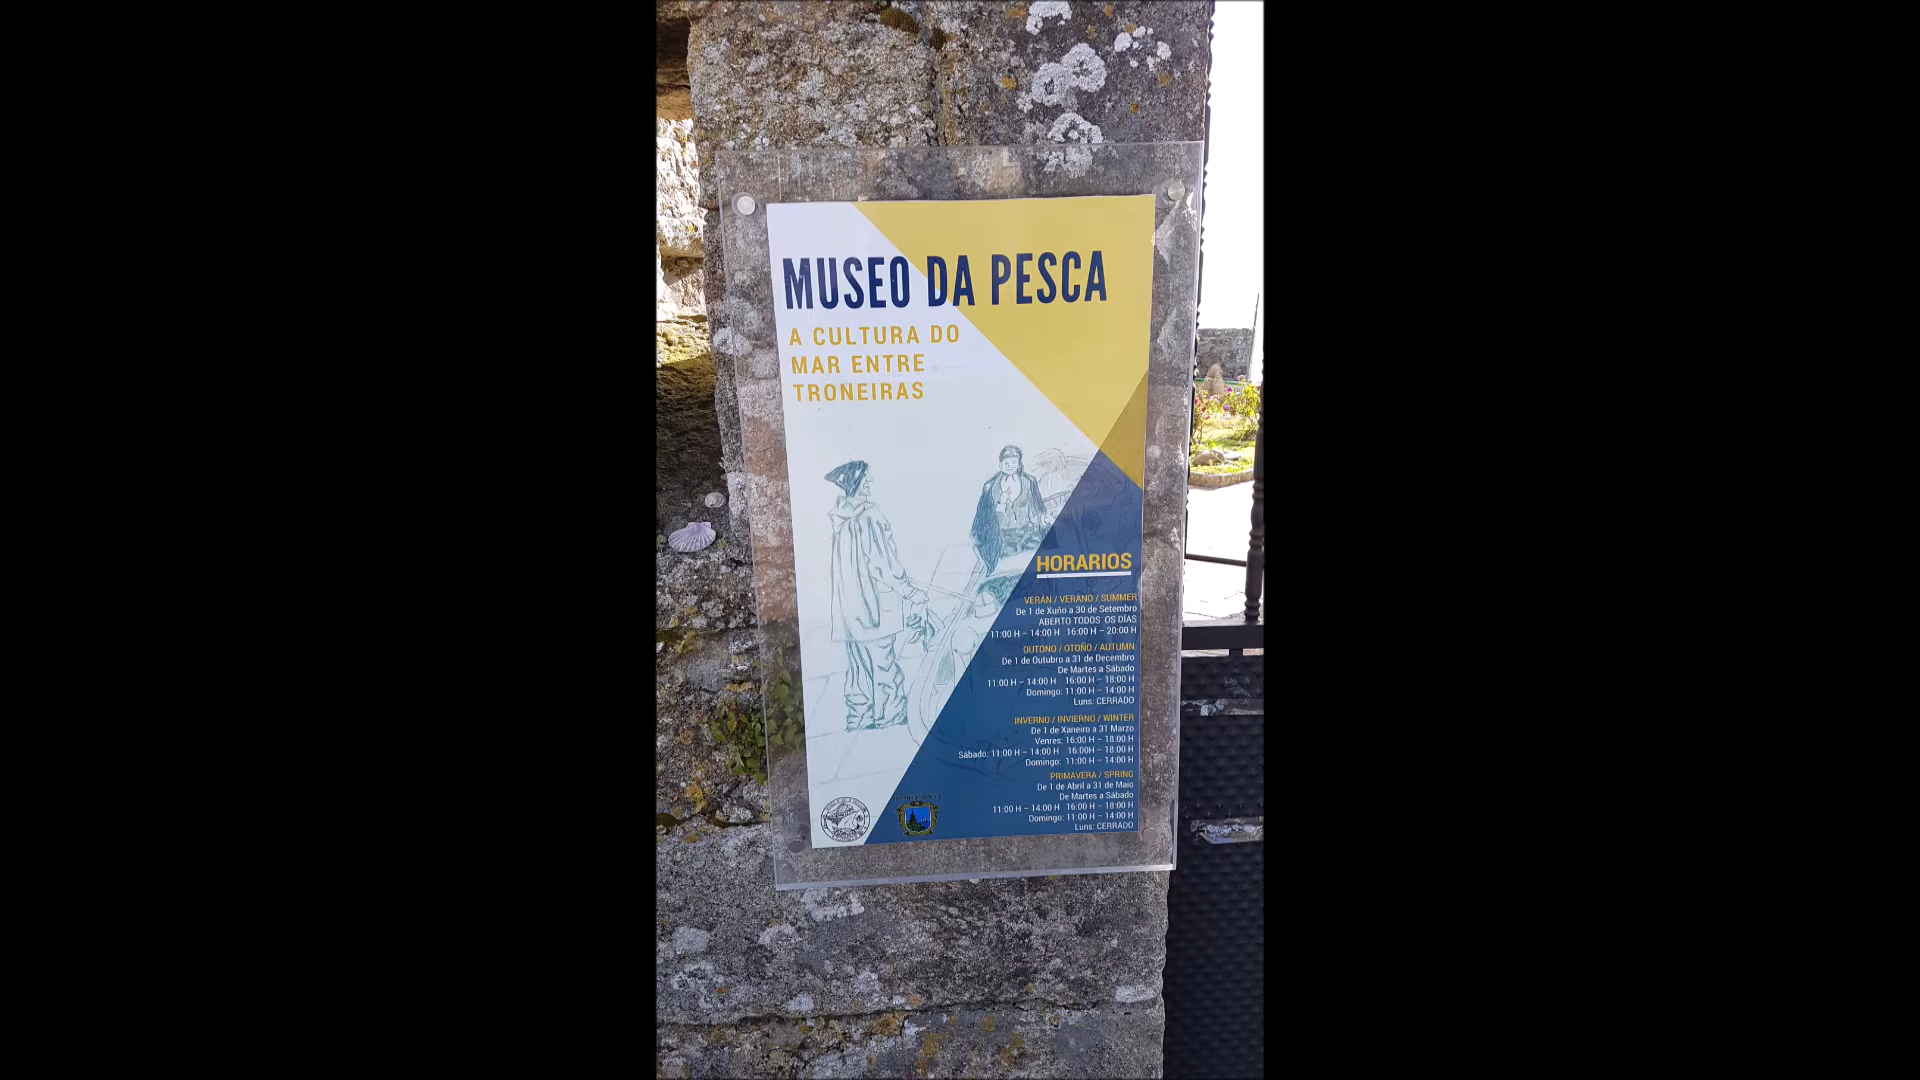 MUSEO DA PESCA
A CULTURA DO
MAR ENTRE
TRONEIRAS
HORARIOS
VERÁN / VERANO / SUMMER
De 1 de Xuño a 30 de Setembro
ABERTO TODOS OS DÍAS
11:00 H – 14:00 H 16:00 H – 20:00 H
OUTONO / OTOÑO / AUTUMN
De 1 de Outubro a 31 de Decembro
De Martes a Sábado
11:00 H – 14:00 H 16:00 H – 18:00 H
Domingo: 11:00 H – 14:00 H
Luns: CERRADO
INVERNO / INVIERNO / WINTER
De 1 de Xaneiro a 31 Marzo
Venres: 16:00 H – 18:00 H
Sábado: 11:00 H – 14:00 H 16:00H – 18:00 H
Domingo: 11:00 H – 14:00 H
PRIMAVERA / SPRING
De 1 de Abril a 31 de Maio
De Martes a Sábado
11:00 H – 14:00 H 16:00 H – 18:00 H
Domingo: 11:00 H – 14:00 H
Luns: CERRADO